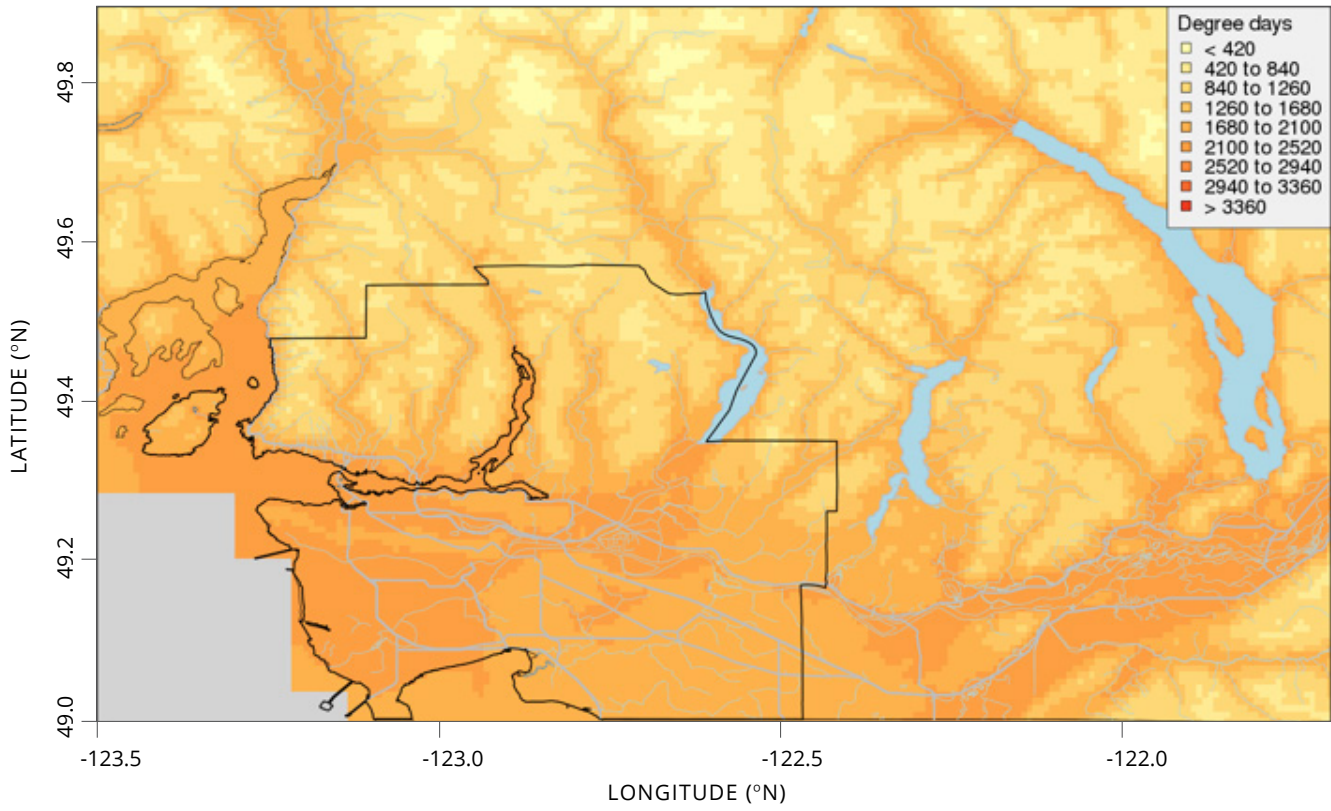 Degree days
< 420
420 to 840
840 to 1260
1260 to 1680
1680 to 2100
2100 to 2520
2520 to 2940
2940 to 3360
> 3360
49.8
49.6
49.4
49.2
49.0
LATITUDE (°N)
-123.5
-123.0
-122.5
-122.0
LONGITUDE (°N)